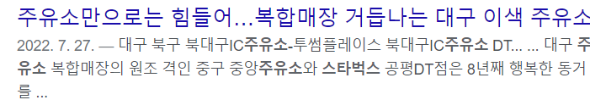 주유소만으로는 힘들어...복합매장 거듭나는 대구 이색 주유소
2022. 7. 27. — 대구 북구 북대구IC주유소-투썸플레이스 북대구IC주유소 DT... ... 대구 주
유소 복합매장의 원조 격인 중구 중앙주유소와 스타벅스 공평DT점은 8년째 행복한 동거
를 ...